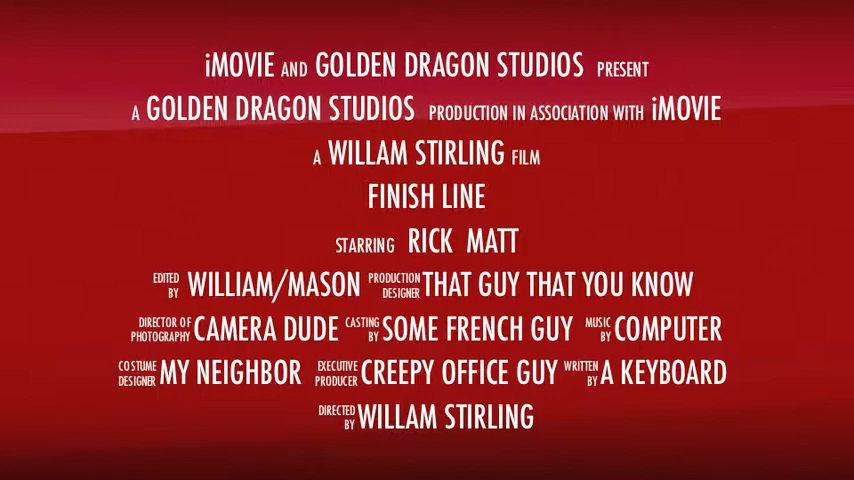 iMOVIE AND GOLDEN DRAGON STUDIOS PRESENT
A GOLDEN DRAGON STUDIOS PRODUCTION IN ASSOCIATION WITH iMOVIE
A WILLAM STIRLING FILM
FINISH LINE
STARRING RICK MATT
EDITED BY WILLIAM/MASON PRODUCTION DESIGNER THAT GUY THAT YOU KNOW
DIRECTOR OF PHOTOGRAPHY CAMERA DUDE CASTING BY SOME FRENCH GUY MUSIC BY COMPUTER
COSTUME DESIGNER MY NEIGHBOR EXECUTIVE PRODUCER CREEPY OFFICE GUY WRITTEN BY A KEYBOARD
DIRECTED BY WILLAM STIRLING